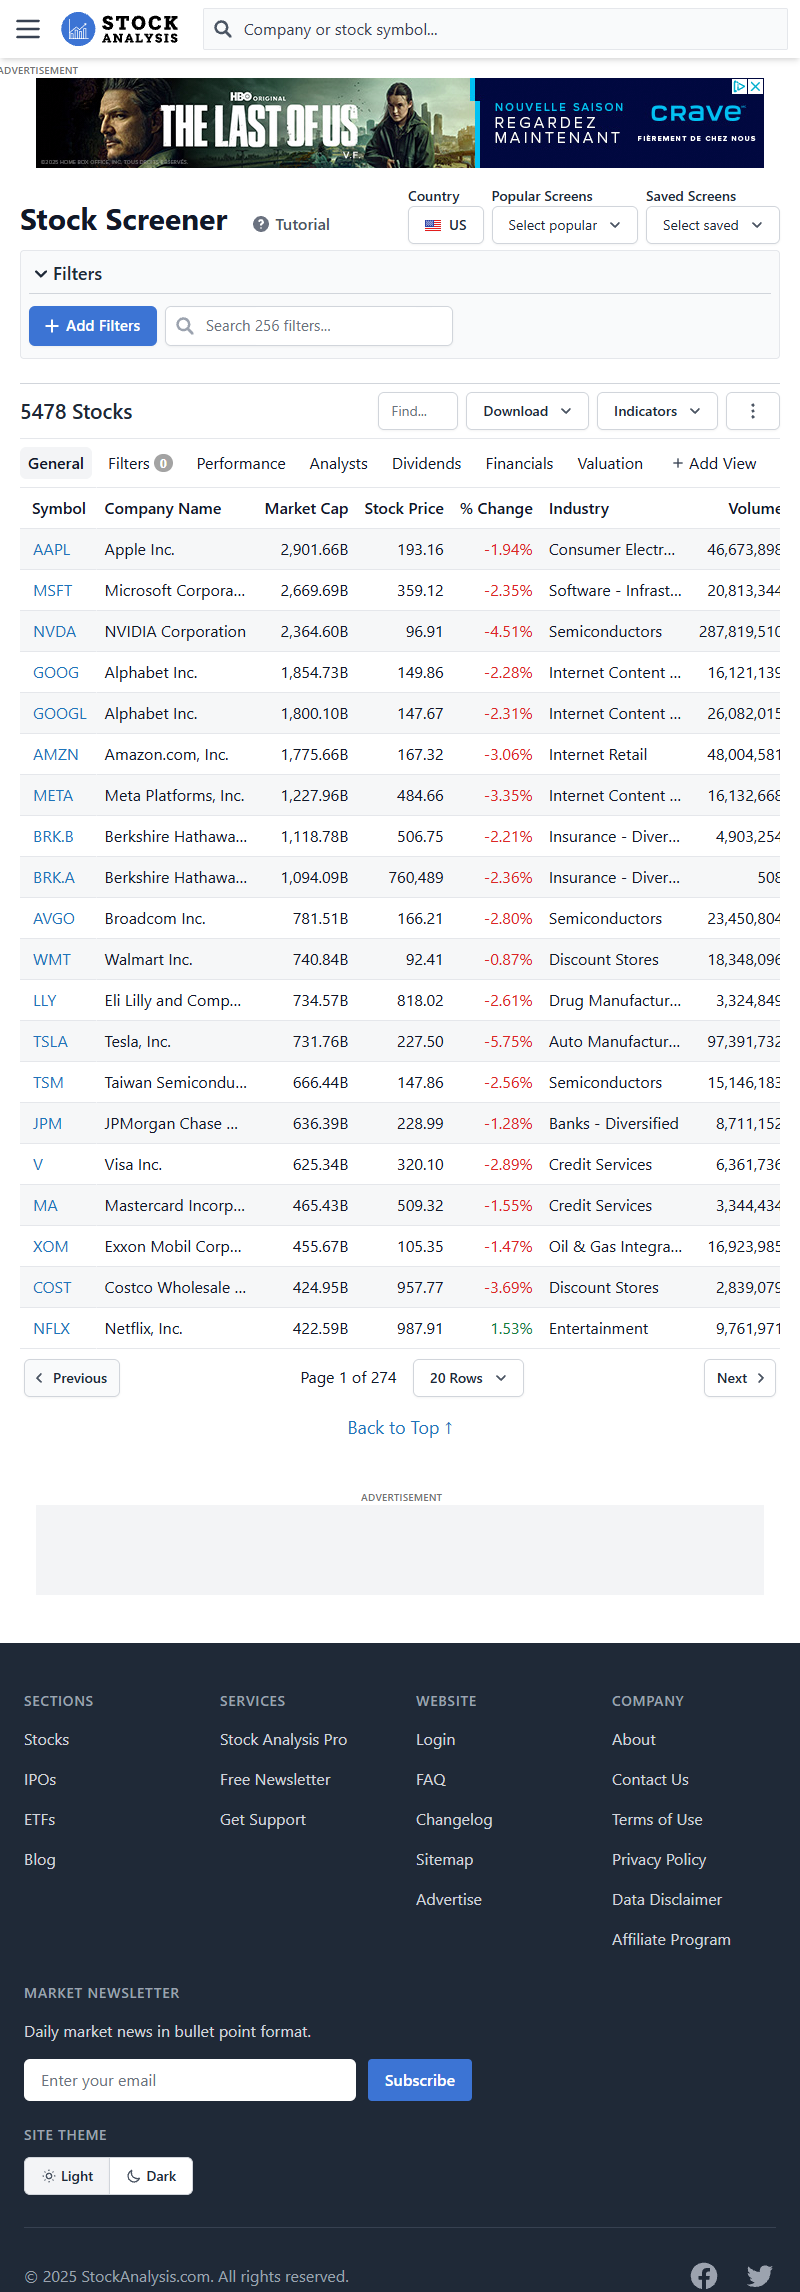 STOCK
ANALYSIS
Company or stock symbol...
ADVERTISEMENT
HBO ORIGINAL
THE LAST OF US
V.F.
NOUVELLE SAISON
REGARDEZ
MAINTENANT
CRAVE
FIÈREMENT DE CHEZ NOUS
Stock Screener
Tutorial
Country
US
Popular Screens
Select popular
Saved Screens
Select saved
Filters
Add Filters
Search 256 filters...
5478 Stocks
Find...
Download
Indicators
General Filters 0 Performance Analysts Dividends Financials Valuation + Add View
Symbol Company Name Market Cap Stock Price % Change Industry Volume
AAPL Apple Inc. 2,901.66B 193.16 -1.94% Consumer Electr... 46,673,898
MSFT Microsoft Corpora... 2,669.69B 359.12 -2.35% Software - Infrast... 20,813,344
NVDA NVIDIA Corporation 2,364.60B 96.91 -4.51% Semiconductors 287,819,510
GOOG Alphabet Inc. 1,854.73B 149.86 -2.28% Internet Content ... 16,121,139
GOOGL Alphabet Inc. 1,800.10B 147.67 -2.31% Internet Content ... 26,082,015
AMZN Amazon.com, Inc. 1,775.66B 167.32 -3.06% Internet Retail 48,004,581
META Meta Platforms, Inc. 1,227.96B 484.66 -3.35% Internet Content ... 16,132,668
BRK.B Berkshire Hathawa... 1,118.78B 506.75 -2.21% Insurance - Diver... 4,903,254
BRK.A Berkshire Hathawa... 1,094.09B 760,489 -2.36% Insurance - Diver... 508
AVGO Broadcom Inc. 781.51B 166.21 -2.80% Semiconductors 23,450,804
WMT Walmart Inc. 740.84B 92.41 -0.87% Discount Stores 18,348,096
LLY Eli Lilly and Comp... 734.57B 818.02 -2.61% Drug Manufactur... 3,324,849
TSLA Tesla, Inc. 731.76B 227.50 -5.75% Auto Manufactur... 97,391,732
TSM Taiwan Semicondu... 666.44B 147.86 -2.56% Semiconductors 15,146,183
JPM JPMorgan Chase ... 636.39B 228.99 -1.28% Banks - Diversified 8,711,152
V Visa Inc. 625.34B 320.10 -2.89% Credit Services 6,361,736
MA Mastercard Incorp... 465.43B 509.32 -1.55% Credit Services 3,344,434
XOM Exxon Mobil Corp... 455.67B 105.35 -1.47% Oil & Gas Integra... 16,923,985
COST Costco Wholesale ... 424.95B 957.77 -3.69% Discount Stores 2,839,079
NFLX Netflix, Inc. 422.59B 987.91 1.53% Entertainment 9,761,971
Previous Page 1 of 274 20 Rows Next
Back to Top ↑
ADVERTISEMENT
SECTIONS
Stocks
IPOs
ETFs
Blog
SERVICES
Stock Analysis Pro
Free Newsletter
Get Support
WEBSITE
Login
FAQ
Changelog
Sitemap
Advertise
COMPANY
About
Contact Us
Terms of Use
Privacy Policy
Data Disclaimer
Affiliate Program
MARKET NEWSLETTER
Daily market news in bullet point format.
Enter your email
Subscribe
SITE THEME
Light Dark
© 2025 StockAnalysis.com. All rights reserved.